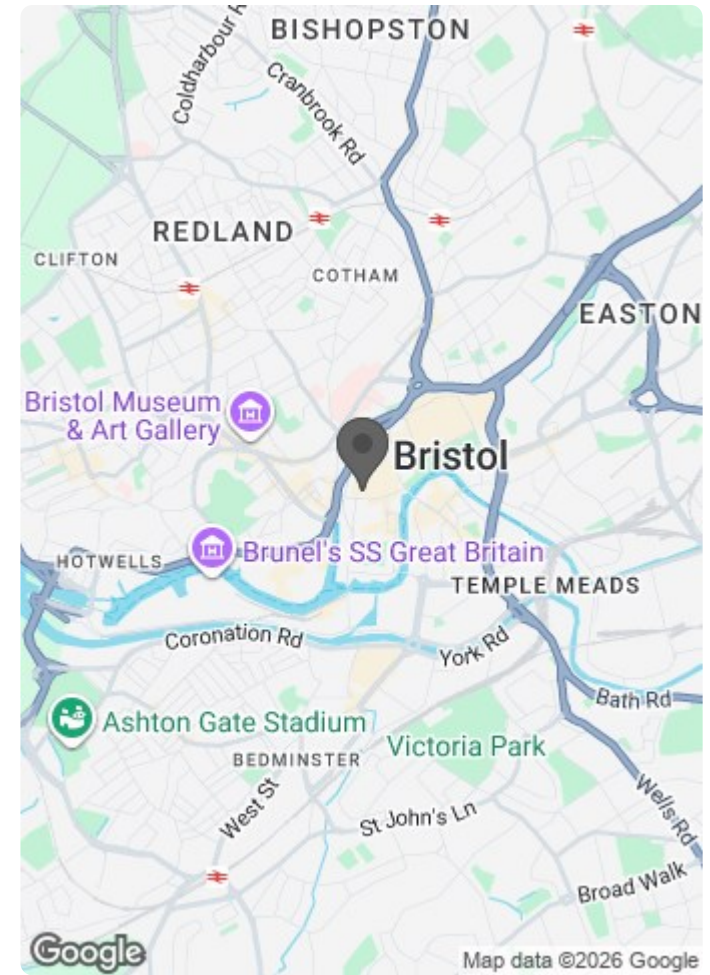 BISHOPSTON
Coldharbour R
Cranbrook Rd
REDLAND
CLIFTON
COTHAM
EASTON
Bristol Museum
& Art Gallery
Bristol
HOTWELLS
Brunel's SS Great Britain
TEMPLE MEADS
Coronation Rd
York Rd
Bath Rd
Ashton Gate Stadium
Victoria Park
BEDMINSTER
West St
St John's Ln
Wells Rd
Broad Walk
Google
Map data ©2026 Google